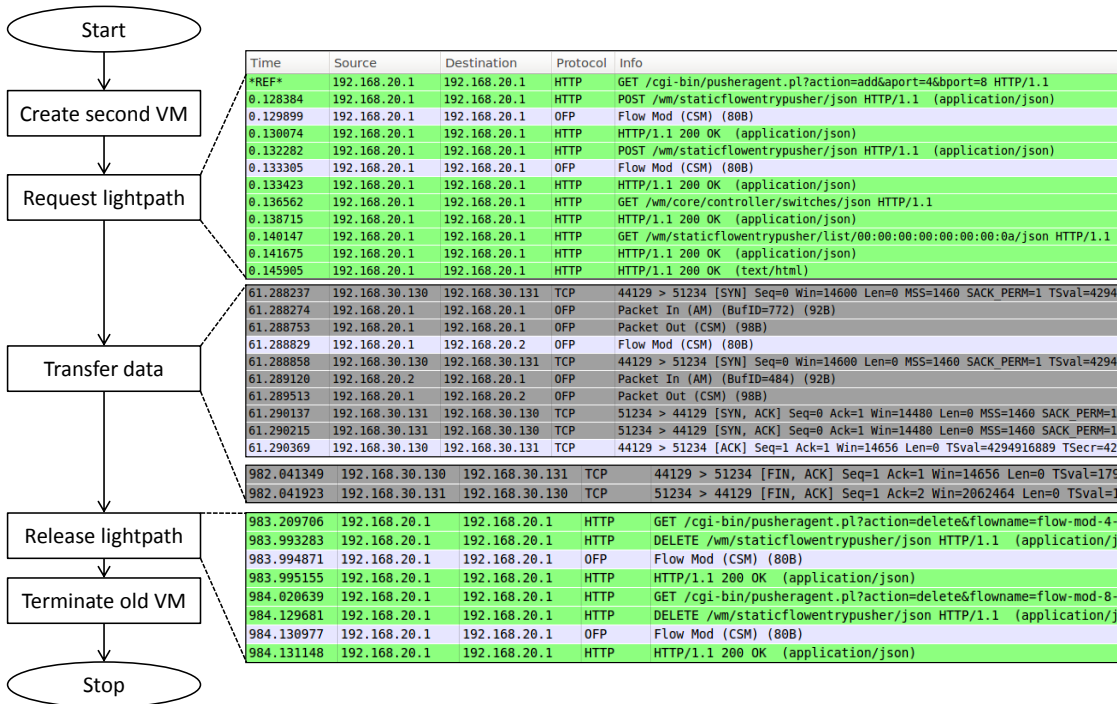 Start
Create second VM
Request lightpath
Transfer data
Release lightpath
Terminate old VM
Stop
Time Source Destination Protocol Info
*REF* 192.168.20.1 192.168.20.1 HTTP GET /cgi-bin/pusheragent.pl?action=add&aport=4&bport=8 HTTP/1.1
0.128384 192.168.20.1 192.168.20.1 HTTP POST /wm/staticflowentrypusher/json HTTP/1.1 (application/json)
0.129899 192.168.20.1 192.168.20.1 OFP Flow Mod (CSM) (80B)
0.130074 192.168.20.1 192.168.20.1 HTTP HTTP/1.1 200 OK (application/json)
0.132282 192.168.20.1 192.168.20.1 HTTP POST /wm/staticflowentrypusher/json HTTP/1.1 (application/json)
0.133305 192.168.20.1 192.168.20.1 OFP Flow Mod (CSM) (80B)
0.133423 192.168.20.1 192.168.20.1 HTTP HTTP/1.1 200 OK (application/json)
0.136562 192.168.20.1 192.168.20.1 HTTP GET /wm/core/controller/switches/json HTTP/1.1
0.138715 192.168.20.1 192.168.20.1 HTTP HTTP/1.1 200 OK (application/json)
0.140147 192.168.20.1 192.168.20.1 HTTP GET /wm/staticflowentrypusher/list/00:00:00:00:00:00:00:0a/json HTTP/1.1
0.141675 192.168.20.1 192.168.20.1 HTTP HTTP/1.1 200 OK (application/json)
0.145905 192.168.20.1 192.168.20.1 HTTP HTTP/1.1 200 OK (text/html)
61.288237 192.168.30.130 192.168.30.131 TCP 44129 > 51234 [SYN] Seq=0 Win=14600 Len=0 MSS=1460 SACK_PERM=1 TSval=4294
61.288274 192.168.20.1 192.168.20.1 OFP Packet In (AM) (BufID=772) (92B)
61.288753 192.168.20.1 192.168.20.1 OFP Packet Out (CSM) (98B)
61.288829 192.168.20.1 192.168.20.2 OFP Flow Mod (CSM) (80B)
61.288858 192.168.30.130 192.168.30.131 TCP 44129 > 51234 [SYN] Seq=0 Win=14600 Len=0 MSS=1460 SACK_PERM=1 TSval=4294
61.289120 192.168.20.2 192.168.20.1 OFP Packet In (AM) (BufID=484) (92B)
61.289513 192.168.20.1 192.168.20.2 OFP Packet Out (CSM) (98B)
61.290137 192.168.30.131 192.168.30.130 TCP 51234 > 44129 [SYN, ACK] Seq=0 Ack=1 Win=14480 Len=0 MSS=1460 SACK_PERM=1
61.290215 192.168.30.131 192.168.30.130 TCP 51234 > 44129 [SYN, ACK] Seq=0 Ack=1 Win=14480 Len=0 MSS=1460 SACK_PERM=1
61.290369 192.168.30.130 192.168.30.131 TCP 44129 > 51234 [ACK] Seq=1 Ack=1 Win=14656 Len=0 TSval=4294916889 TSecr=42
982.041349 192.168.30.130 192.168.30.131 TCP 44129 > 51234 [FIN, ACK] Seq=1 Ack=1 Win=14656 Len=0 TSval=179
982.041923 192.168.30.131 192.168.30.130 TCP 51234 > 44129 [FIN, ACK] Seq=1 Ack=2 Win=2062464 Len=0 TSval=1
983.209706 192.168.20.1 192.168.20.1 HTTP GET /cgi-bin/pusheragent.pl?action=delete&flowname=flow-mod-4-
983.993283 192.168.20.1 192.168.20.1 HTTP DELETE /wm/staticflowentrypusher/json HTTP/1.1 (application/j
983.994871 192.168.20.1 192.168.20.1 OFP Flow Mod (CSM) (80B)
983.995155 192.168.20.1 192.168.20.1 HTTP HTTP/1.1 200 OK (application/json)
984.020639 192.168.20.1 192.168.20.1 HTTP GET /cgi-bin/pusheragent.pl?action=delete&flowname=flow-mod-8-
984.129681 192.168.20.1 192.168.20.1 HTTP DELETE /wm/staticflowentrypusher/json HTTP/1.1 (application/j
984.130977 192.168.20.1 192.168.20.1 OFP Flow Mod (CSM) (80B)
984.131148 192.168.20.1 192.168.20.1 HTTP HTTP/1.1 200 OK (application/json)